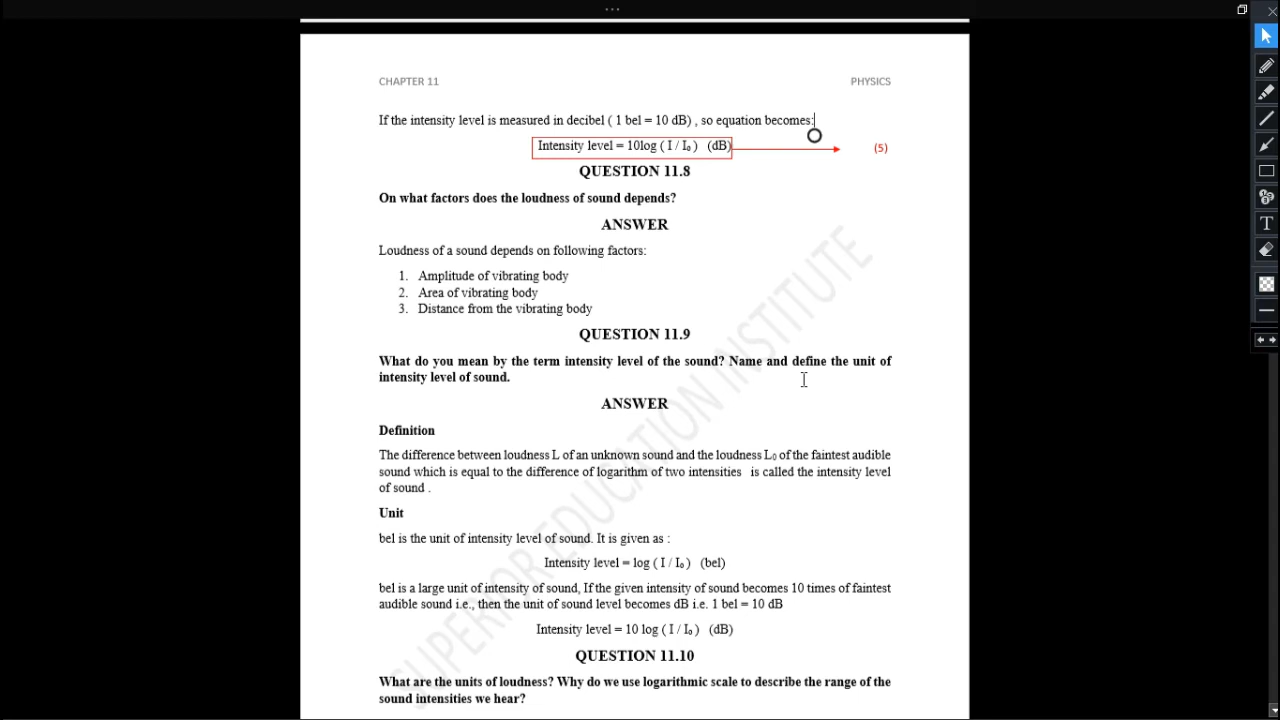 CHAPTER 11 PHYSICS
If the intensity level is measured in decibel ( 1 bel = 10 dB) , so equation becomes:
Intensity level = 10log ( I / I₀ ) (dB) (5)
QUESTION 11.8
On what factors does the loudness of sound depends?
ANSWER
Loudness of a sound depends on following factors:
1. Amplitude of vibrating body
2. Area of vibrating body
3. Distance from the vibrating body
QUESTION 11.9
What do you mean by the term intensity level of the sound? Name and define the unit of
intensity level of sound.
ANSWER
Definition
The difference between loudness L of an unknown sound and the loudness L₀ of the faintest audible
sound which is equal to the difference of logarithm of two intensities is called the intensity level
of sound .
Unit
bel is the unit of intensity level of sound. It is given as :
Intensity level = log ( I / I₀ ) (bel)
bel is a large unit of intensity of sound, If the given intensity of sound becomes 10 times of faintest
audible sound i.e., then the unit of sound level becomes dB i.e. 1 bel = 10 dB
Intensity level = 10 log ( I / I₀ ) (dB)
QUESTION 11.10
What are the units of loudness? Why do we use logarithmic scale to describe the range of the
sound intensities we hear?
SUPERIOR EDUCATION INSTITUTE
T